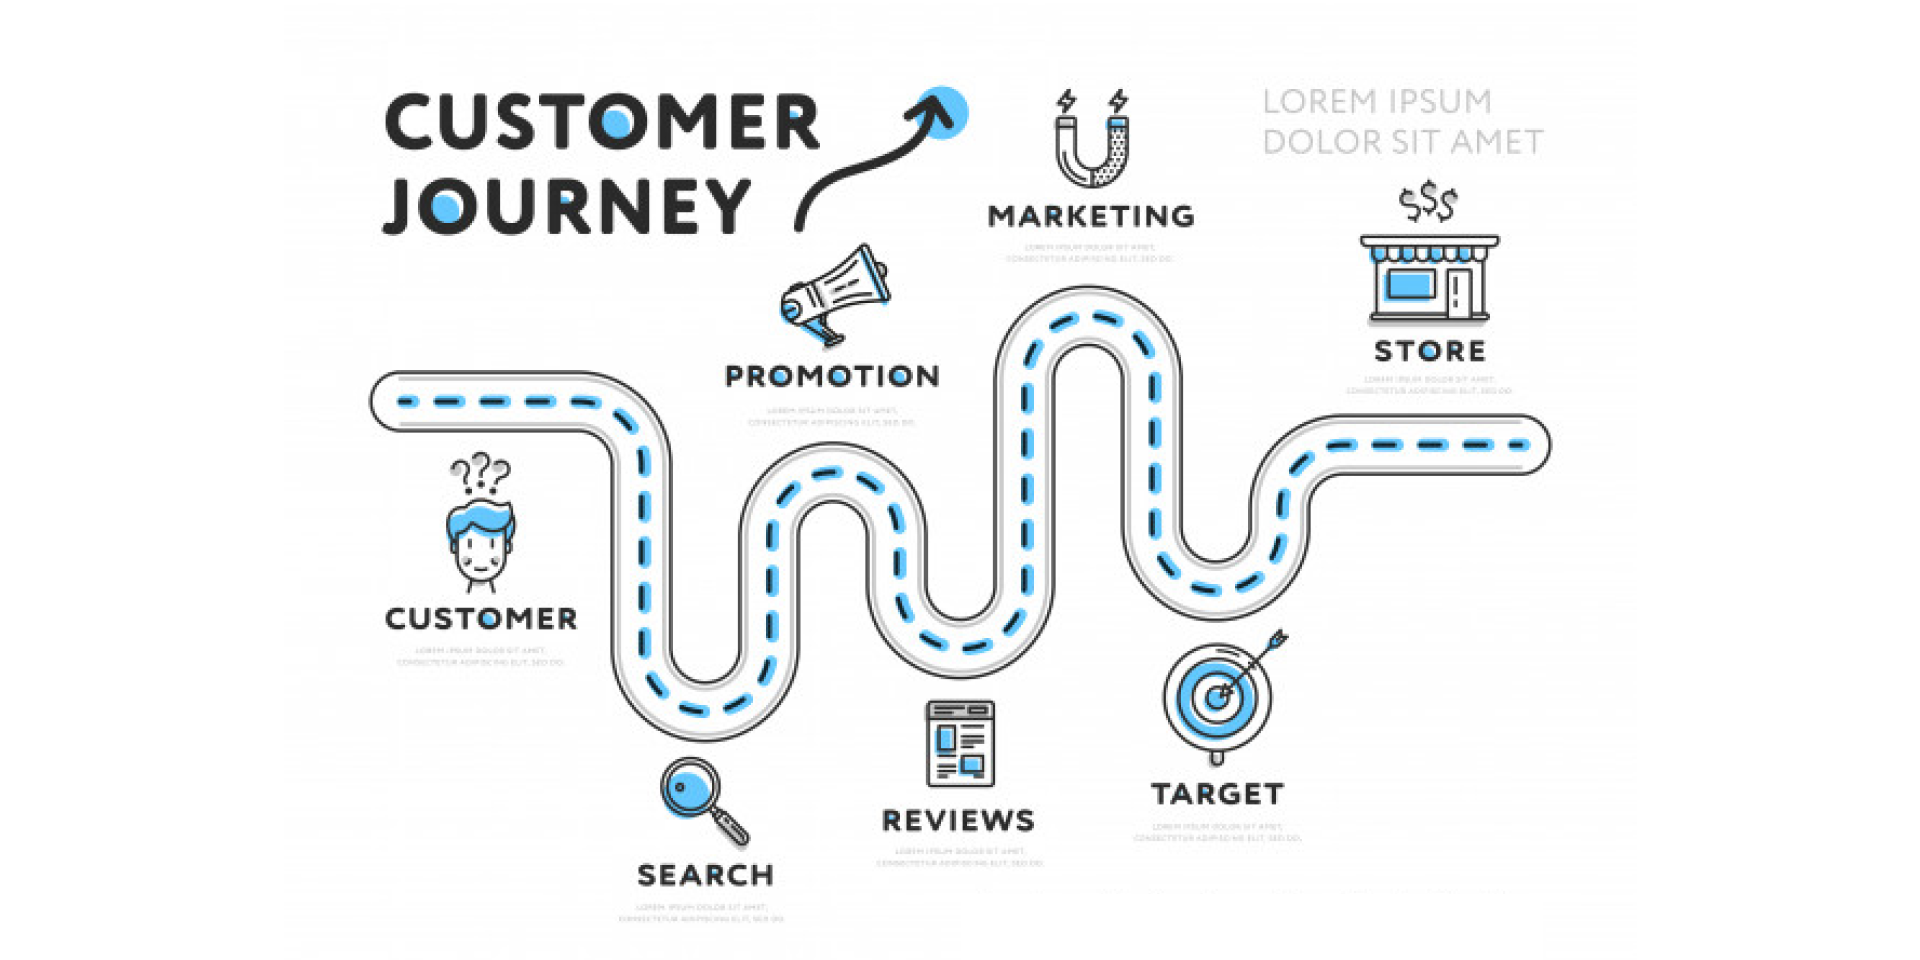 CUSTOMER
JOURNEY
LOREM IPSUM
DOLOR SIT AMET
MARKETING
LOREM IPSUM DOLOR SIT AMET,
CONSECTETUR ADIPISCING ELIT, SED DO.
STORE
LOREM IPSUM DOLOR SIT AMET,
CONSECTETUR ADIPISCING ELIT, SED DO.
PROMOTION
LOREM IPSUM DOLOR SIT AMET,
CONSECTETUR ADIPISCING ELIT, SED DO.
???
CUSTOMER
LOREM IPSUM DOLOR SIT AMET,
CONSECTETUR ADIPISCING ELIT, SED DO.
$$$
SEARCH
LOREM IPSUM DOLOR SIT AMET,
CONSECTETUR ADIPISCING ELIT, SED DO.
REVIEWS
LOREM IPSUM DOLOR SIT AMET,
CONSECTETUR ADIPISCING ELIT, SED DO.
TARGET
LOREM IPSUM DOLOR SIT AMET,
CONSECTETUR ADIPISCING ELIT, SED DO.